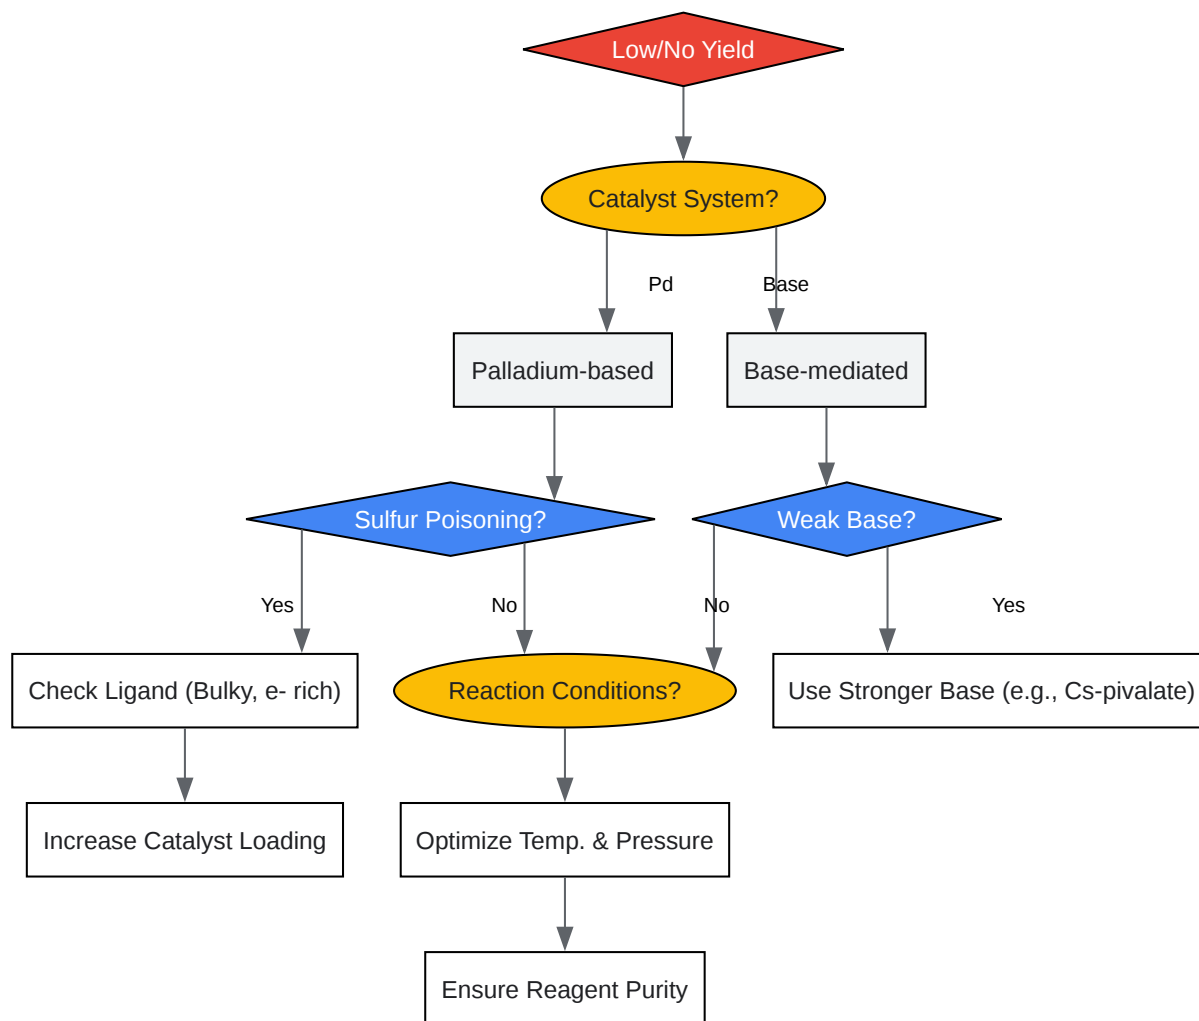 Low/No Yield
Catalyst System?
Pd
Base
Palladium-based
Base-mediated
Sulfur Poisoning?
Weak Base?
Yes
No
No
Yes
Check Ligand (Bulky, e- rich)
Reaction Conditions?
Use Stronger Base (e.g., Cs-pivalate)
Increase Catalyst Loading
Optimize Temp. & Pressure
Ensure Reagent Purity